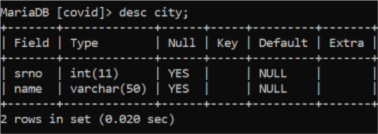 MariaDB [covid]> desc city;
+-------+-------------+------+-----+---------+-------+
| Field | Type        | Null | Key | Default | Extra |
+-------+-------------+------+-----+---------+-------+
| srno  | int(11)     | YES  |     | NULL    |       |
| name  | varchar(50) | YES  |     | NULL    |       |
+-------+-------------+------+-----+---------+-------+
2 rows in set (0.020 sec)